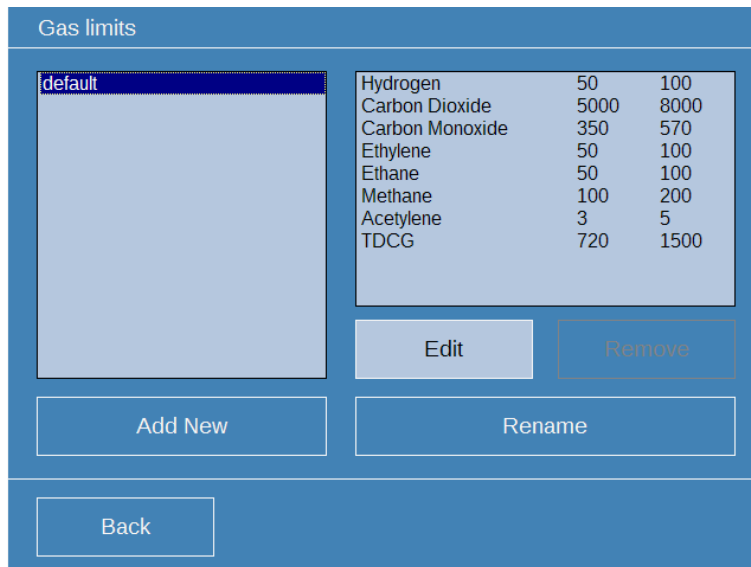 Gas limits
default
Hydrogen 50 100
Carbon Dioxide 5000 8000
Carbon Monoxide 350 570
Ethylene 50 100
Ethane 50 100
Methane 100 200
Acetylene 3 5
TDCG 720 1500
Edit Remove
Add New Rename
Back